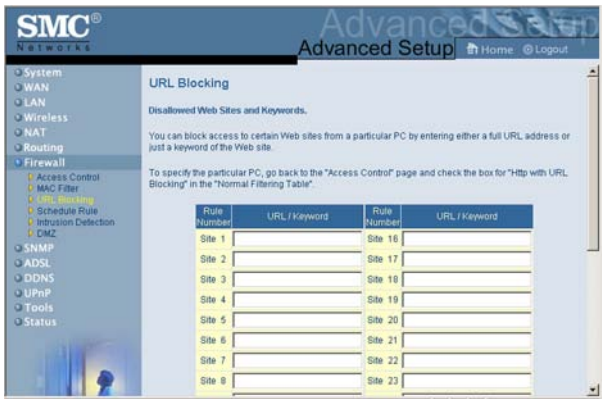 SMC®
Networks
Advanced Setup
Advanced Setup
Home
Logout
System
WAN
LAN
Wireless
NAT
Routing
Firewall
Access Control
MAC Filter
URL Blocking
Schedule Rule
Intrusion Detection
DMZ
SNMP
ADSL
DDNS
UPnP
Tools
Status
URL Blocking
Disallowed Web Sites and Keywords.
You can block access to certain Web sites from a particular PC by entering either a full URL address or
just a keyword of the Web site.
To specify the particular PC, go back to the "Access Control" page and check the box for "Http with URL
Blocking" in the "Normal Filtering Table".
Rule Number URL / Keyword Rule Number URL / Keyword
Site 1 Site 16
Site 2 Site 17
Site 3 Site 18
Site 4 Site 19
Site 5 Site 20
Site 6 Site 21
Site 7 Site 22
Site 8 Site 23